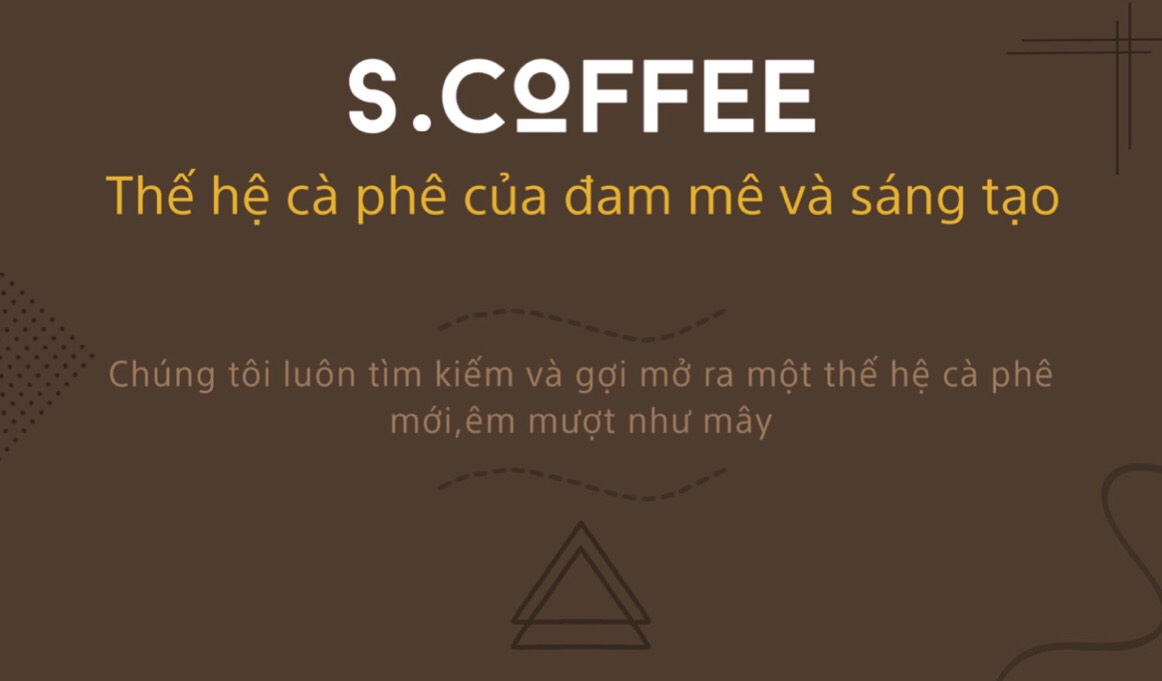 S.COFFEE
Thế hệ cà phê của đam mê và sáng tạo
Chúng tôi luôn tìm kiếm và gợi mở ra một thế hệ cà phê
mới,êm mượt như mây